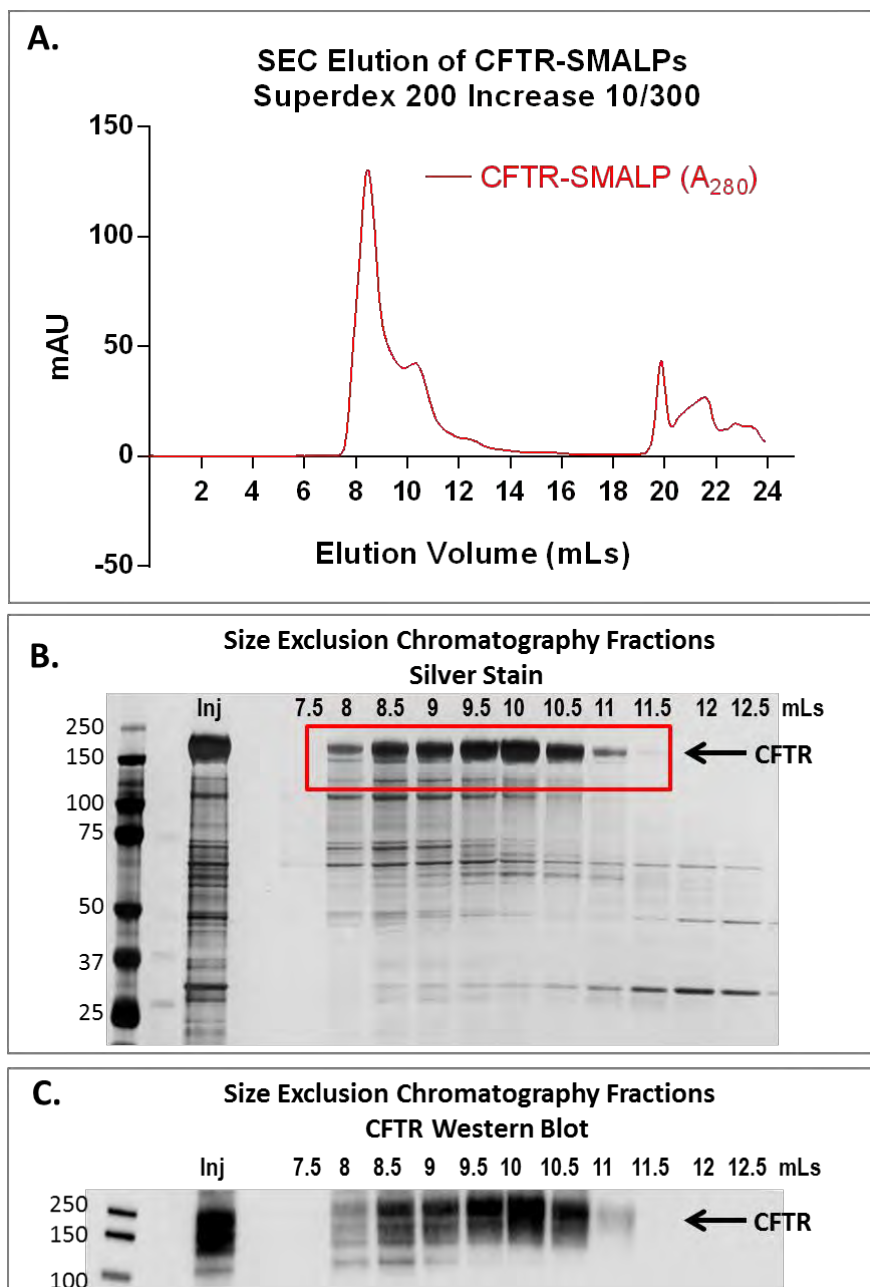 A.
SEC Elution of CFTR-SMALPs
Superdex 200 Increase 10/300
150
CFTR-SMALP (A280)
100
50
0
-50
mAU
2 4 6 8 10 12 14 16 18 20 22 24
Elution Volume (mLs)
B.
Size Exclusion Chromatography Fractions
Silver Stain
Inj 7.5 8 8.5 9 9.5 10 10.5 11 11.5 12 12.5 mLs
250
150
CFTR
100
75
50
37
25
C.
Size Exclusion Chromatography Fractions
CFTR Western Blot
Inj 7.5 8 8.5 9 9.5 10 10.5 11 11.5 12 12.5 mLs
250
150
CFTR
100